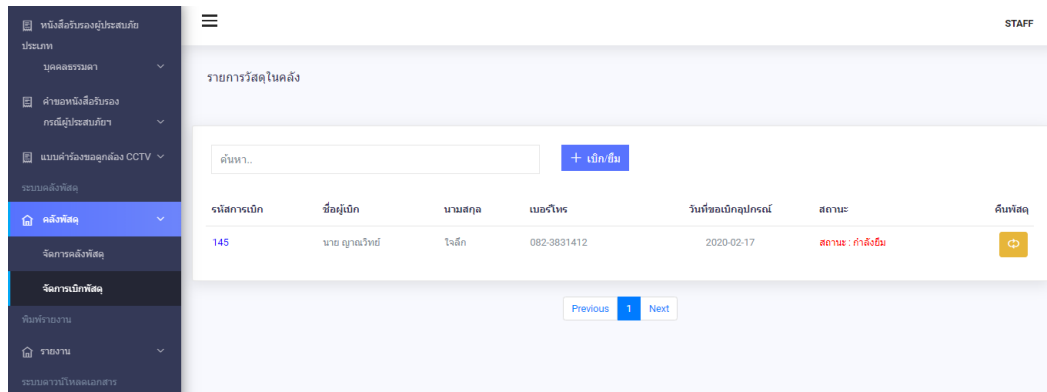 หนังสือรับรองผู้ประสบภัย
ประเภท
บุคคลธรรมดา
คำขอหนังสือรับรอง
กรณีผู้ประสบภัยฯ
แบบคำร้องขอดูกล้อง CCTV
ระบบคลังพัสดุ
คลังพัสดุ
จัดการคลังพัสดุ
จัดการเบิกพัสดุ
พิมพ์รายงาน
รายงาน
ระบบดาวน์โหลดเอกสาร
STAFF
รายการวัสดุในคลัง
ค้นหา..
+ เบิก/ยืม
รหัสการเบิก ชื่อผู้เบิก นามสกุล เบอร์โทร วันที่ขอเบิกอุปกรณ์ สถานะ คืนพัสดุ
145 นาย ญาณวิทย์ ใจลึก 082-3831412 2020-02-17 สถานะ : กำลังยืม
Previous 1 Next